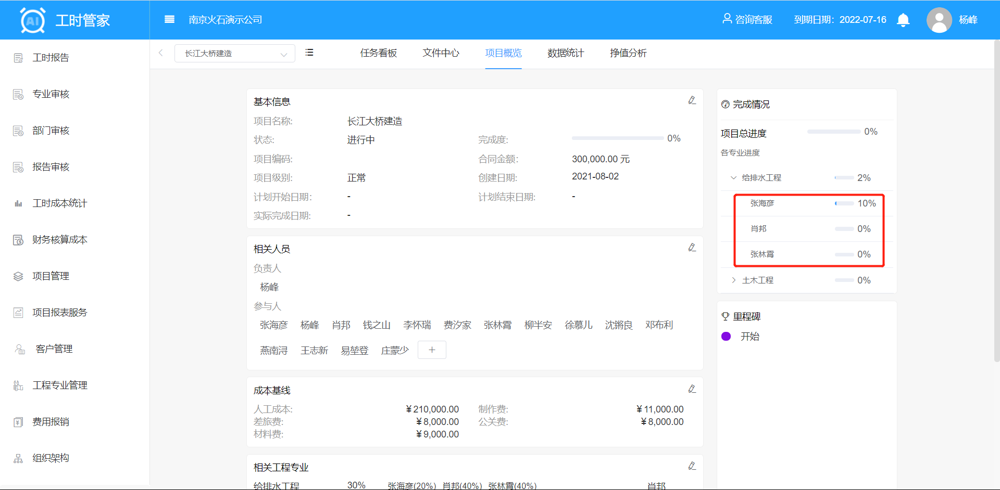 AI 工时管家
南京火石演示公司
咨询客服
到期日期：2022-07-16
杨峰
工时报告
专业审核
部门审核
报告审核
工时成本统计
财务核算成本
项目管理
项目报表服务
客户管理
工程专业管理
费用报销
组织架构
长江大桥建造
任务看板 文件中心 项目概览 数据统计 挣值分析
基本信息
项目名称: 长江大桥建造
状态: 进行中 完成度: 0%
项目编码: 合同金额: 300,000.00 元
项目级别: 正常 创建日期: 2021-08-02
计划开始日期: - 计划结束日期: -
实际完成日期: -
相关人员
负责人
杨峰
参与人
张海彦 杨峰 肖邦 钱之山 李怀瑞 费汐家 张林霄 柳半安 徐慕儿 沈锵良 邓布利
燕南浔 王志新 易堃登 庄蒙少 +
成本基线
人工成本: ¥210,000.00 制作费: ¥11,000.00
差旅费: ¥8,000.00 公关费: ¥8,000.00
材料费: ¥9,000.00
相关工程专业
给排水工程 30% 张海彦(20%) 肖邦(40%) 张林霄(40%) 肖邦
完成情况
项目总进度 0%
各专业进度
给排水工程 2%
张海彦 10%
肖邦 0%
张林霄 0%
土木工程 0%
里程碑
开始